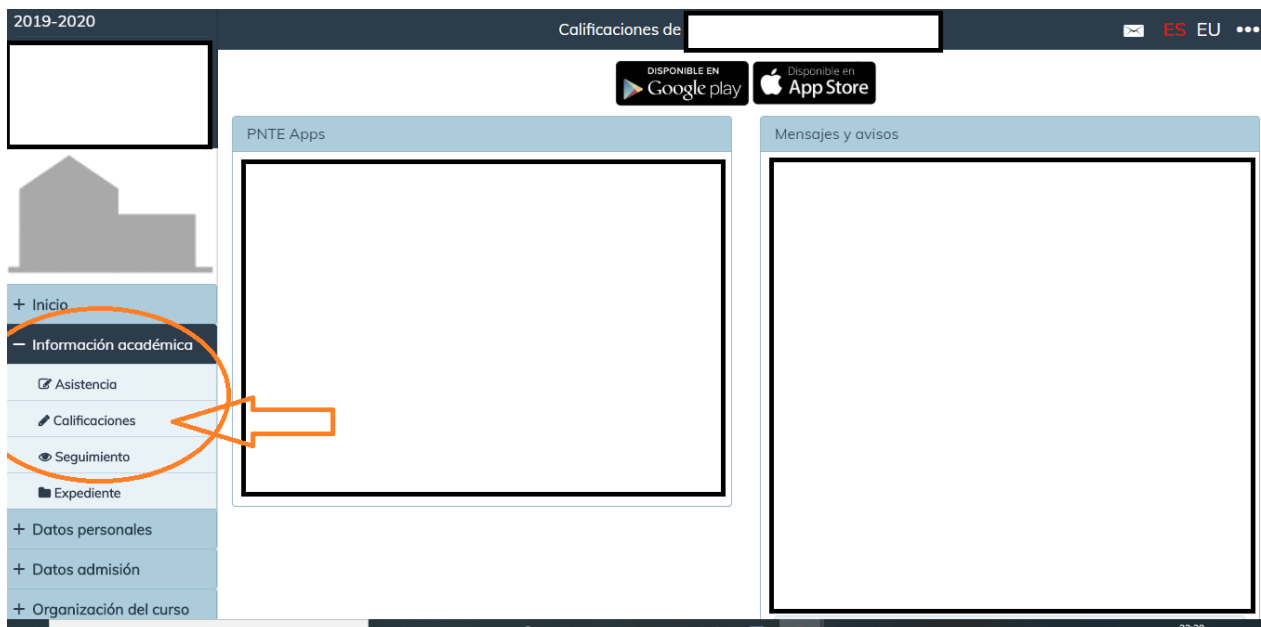 2019-2020
Calificaciones de
ES EU
DISPONIBLE EN
Google play
Disponible en
App Store
PNTE Apps
Mensajes y avisos
+ Inicio
− Información académica
Asistencia
Calificaciones
Seguimiento
Expediente
+ Datos personales
+ Datos admisión
+ Organización del curso